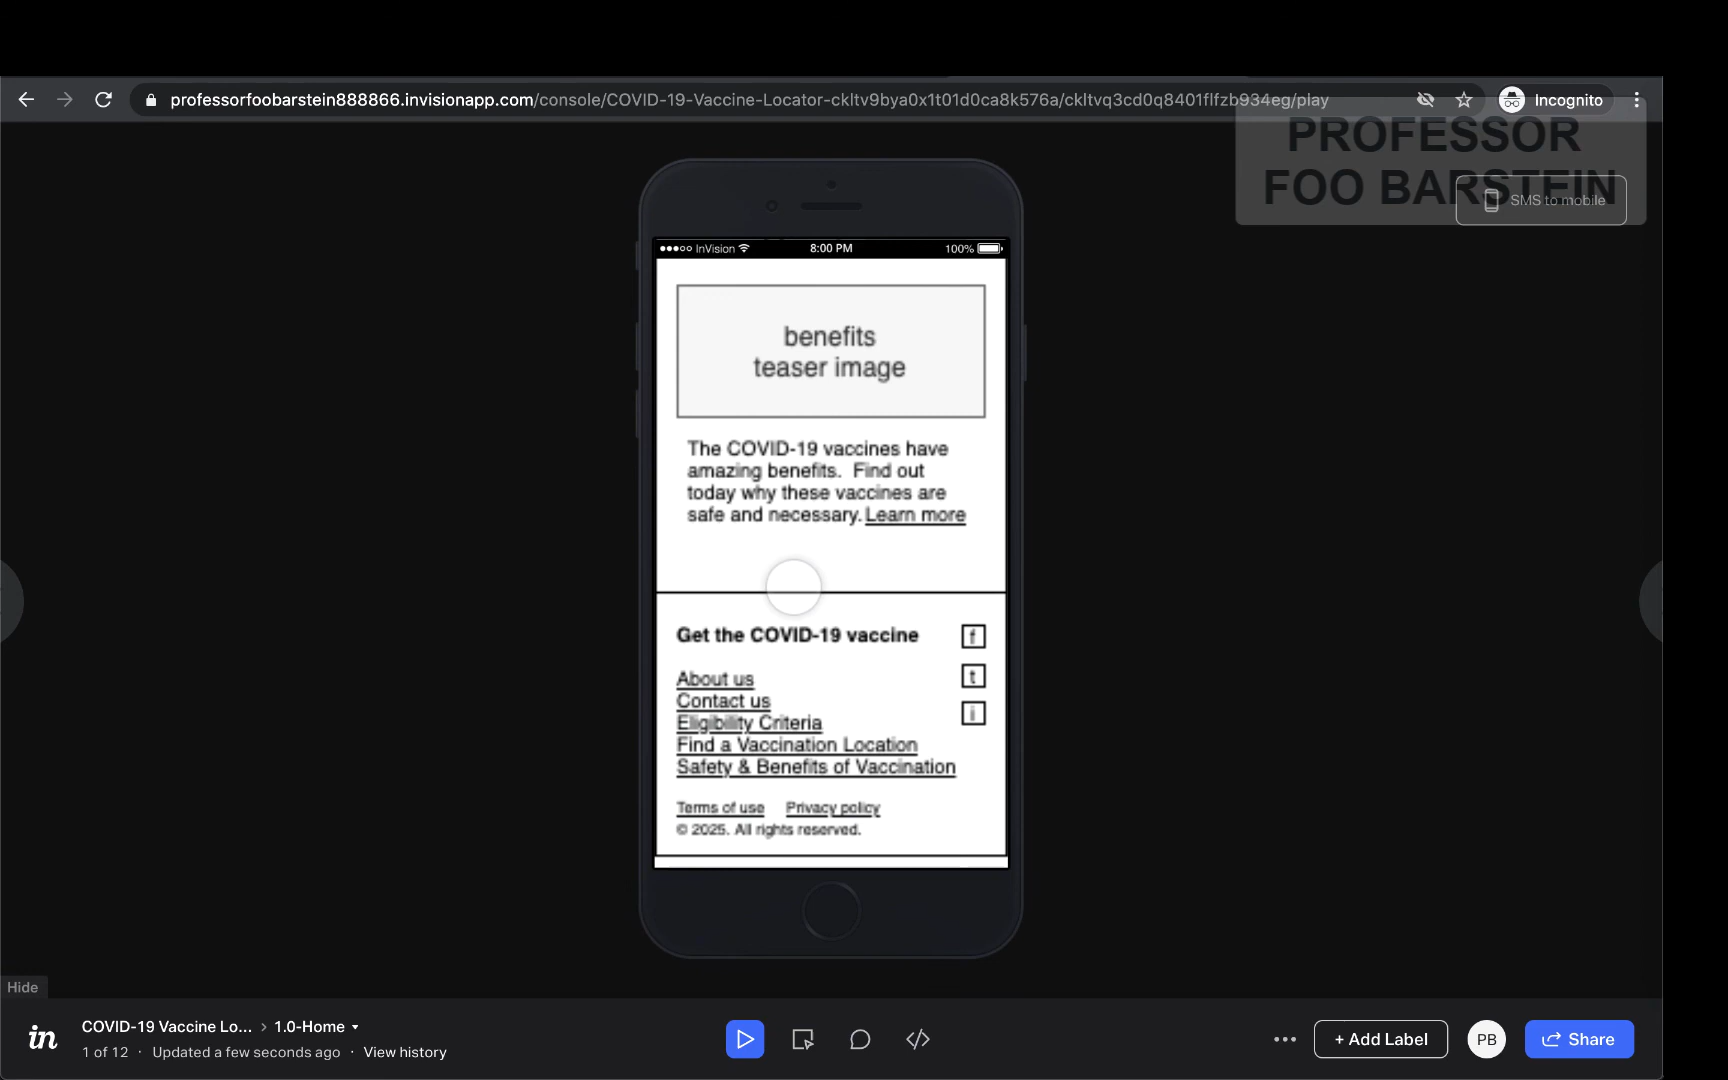 professorfoobarstein888866.invisionapp.com/console/COVID-19-Vaccine-Locator-ckltv9bya0x1t01d0ca8k576a/ckltvq3cd0q8401flfzb934eg/play
Incognito
PROFESSOR
FOO BARSTEIN
SMS to mobile
InVision
8:00 PM
100%
benefits
teaser image
The COVID-19 vaccines have
amazing benefits. Find out
today why these vaccines are
safe and necessary. Learn more
Get the COVID-19 vaccine
f
About us
t
Contact us
i
Eligibility Criteria
Find a Vaccination Location
Safety & Benefits of Vaccination
Terms of use Privacy policy
© 2025. All rights reserved.
Hide
in
COVID-19 Vaccine Lo... > 1.0-Home
1 of 12 · Updated a few seconds ago · View history
+ Add Label
PB
Share